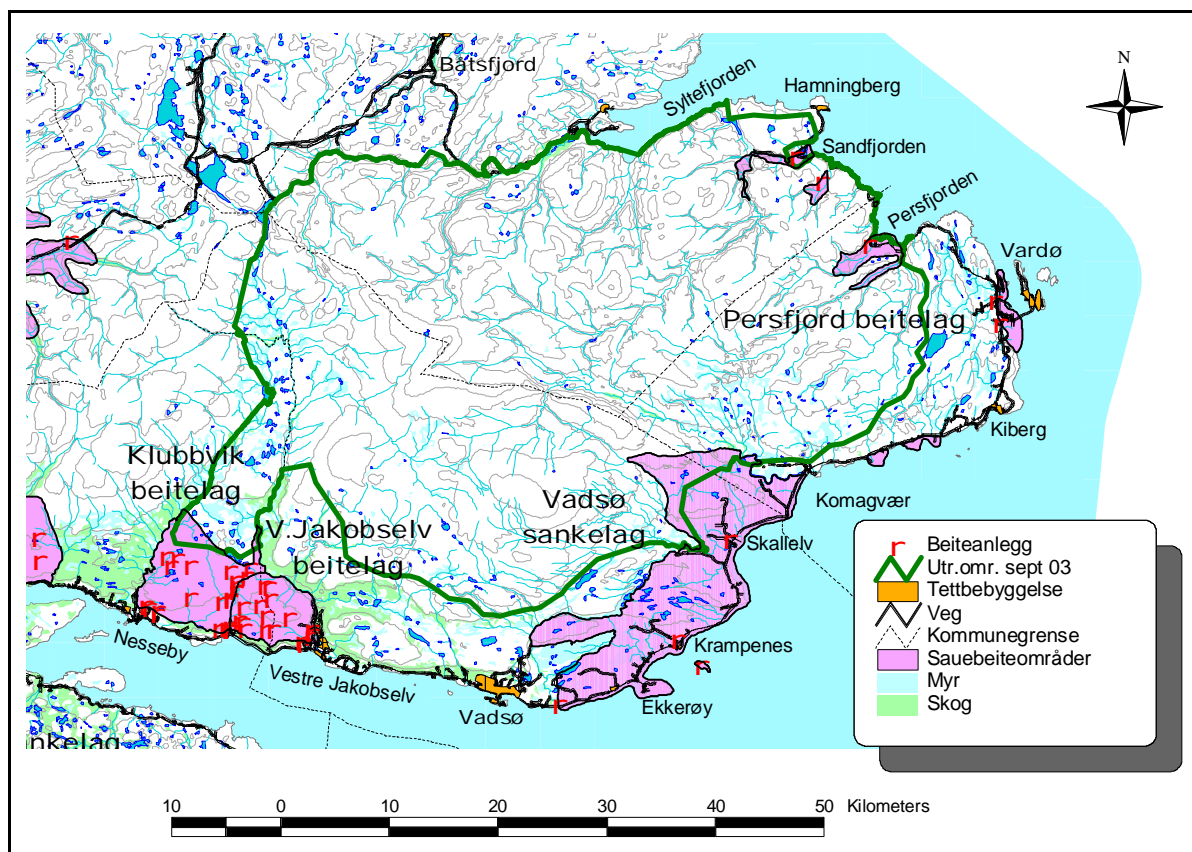 N
Båtsfjord
Syltefjorden
Hamningberg
Sandfjorden
Persfjorden
Vardø
Persfjord beitelag
Kiberg
Klubbvik
beitelag
Vadsø
sankelag
Komagvær
V.Jakobselv
beitelag
Skallelv
Nesseby
Krampenes
Vestre Jakobselv
Ekkerøy
Vadsø
nkelag
r Beiteanlegg
Utr.omr. sept 03
Tettbebyggelse
Veg
Kommunegrense
Sauebeiteområder
Myr
Skog
10 0 10 20 30 40 50 Kilometers